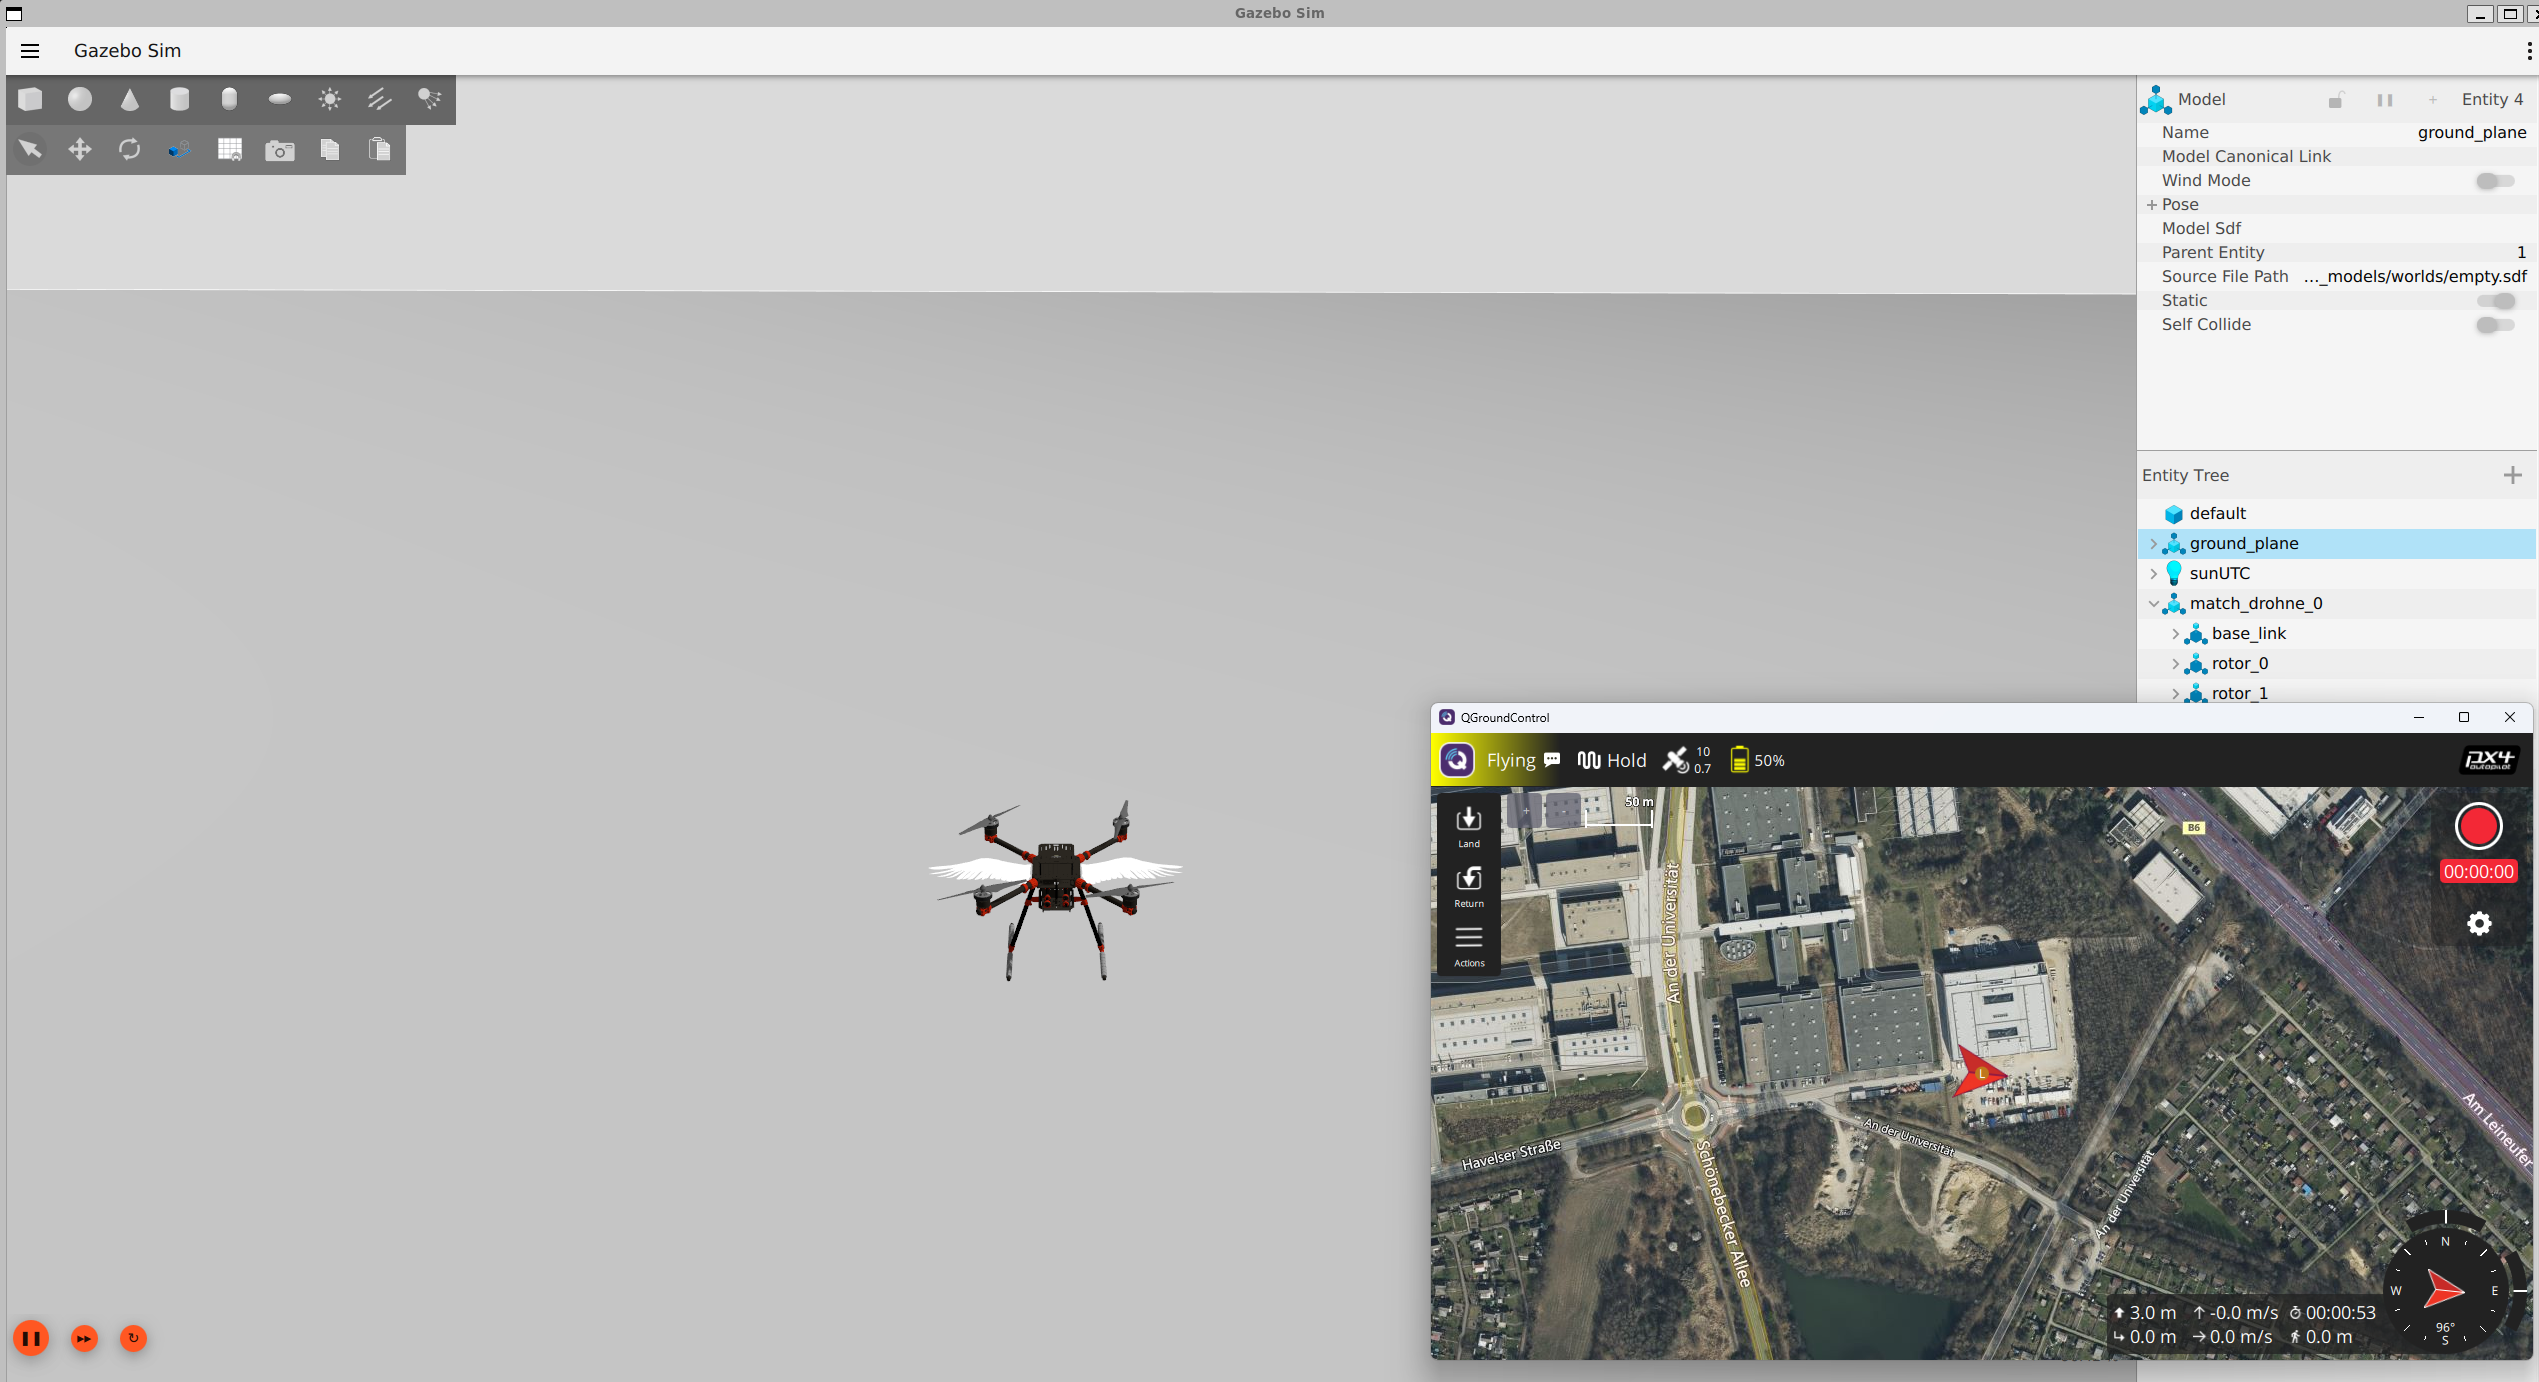 Gazebo Sim
Gazebo Sim
Model
Entity 4
Name
ground_plane
Model Canonical Link
Wind Mode
Pose
Model Sdf
Parent Entity
1
Source File Path
..._models/worlds/empty.sdf
Static
Self Collide
Entity Tree
default
ground_plane
sunUTC
match_drohne_0
base_link
rotor_0
rotor_1
QGroundControl
Flying
Hold
10
0.7
50%
PX4
autopilot
Land
Return
Actions
50 m
B6
00:00:00
An der Universität
An der Universität
An der Universität
Havelser Straße
Schönebecker Allee
Am Leineufer
L
N
W
E
96°
S
3.0 m
-0.0 m/s
00:00:53
0.0 m
0.0 m/s
0.0 m